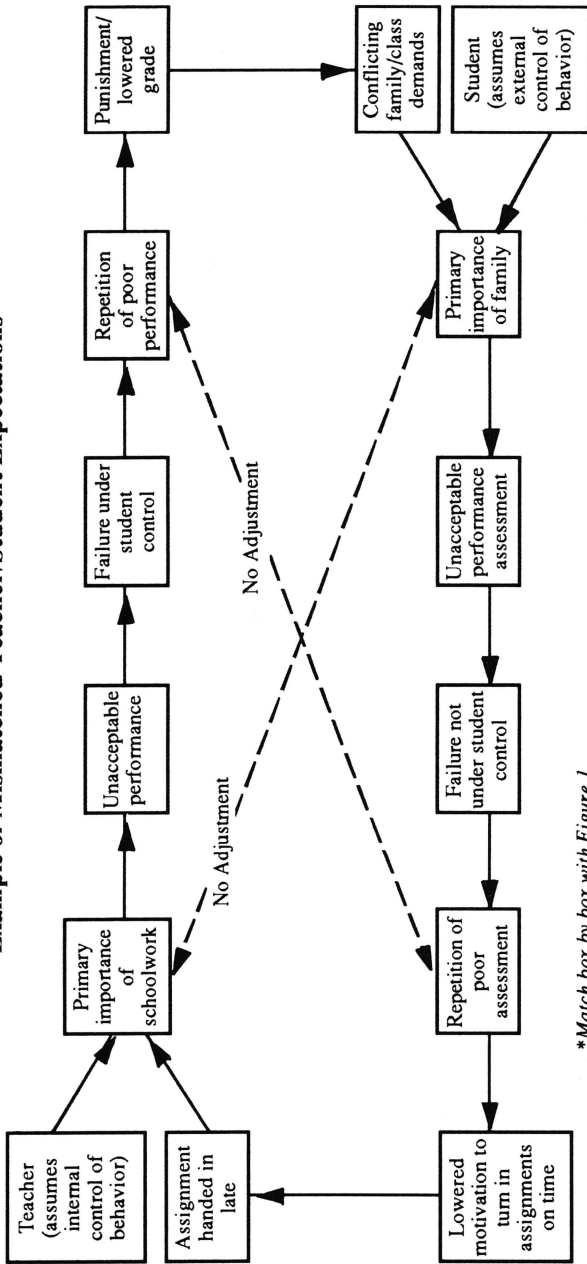 Example of Mismatched Teacher/Student Expectations
Teacher
(assumes
internal
control of
behavior)
Assignment
handed in
late
Primary
importance
of
schoolwork
Unacceptable
performance
Failure under
student
control
Repetition
of poor
performance
Punishment/
lowered
grade
No Adjustment
No Adjustment
Conflicting
family/class
demands
Student
(assumes
external
control of
behavior)
Primary
importance
of family
Unacceptable
performance
assessment
Failure not
under student
control
Repetition of
poor
assessment
Lowered
motivation to
turn in
assignments
on time
*Match box by box with Figure 1